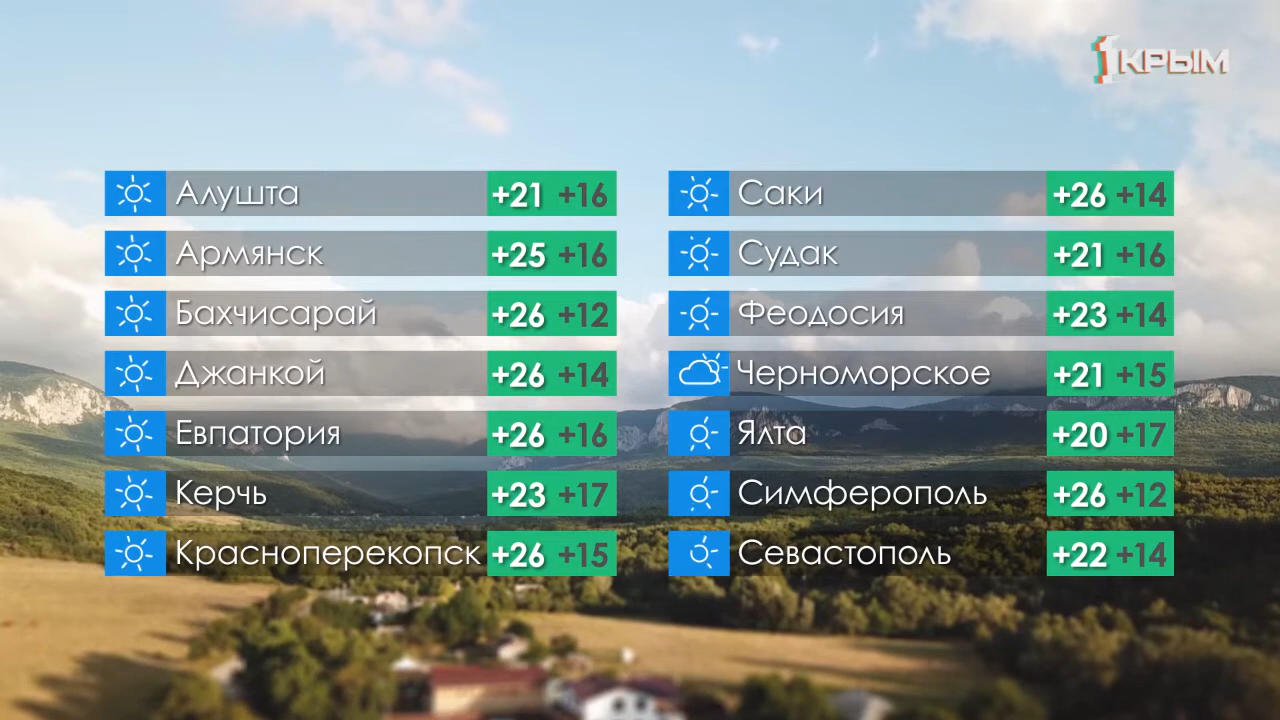 1КРЫМ
Алушта +21 +16
Армянск +25 +16
Бахчисарай +26 +12
Джанкой +26 +14
Евпатория +26 +16
Керчь +23 +17
Красноперекопск +26 +15
Саки +26 +14
Судак +21 +16
Феодосия +23 +14
Черноморское +21 +15
Ялта +20 +17
Симферополь +26 +12
Севастополь +22 +14